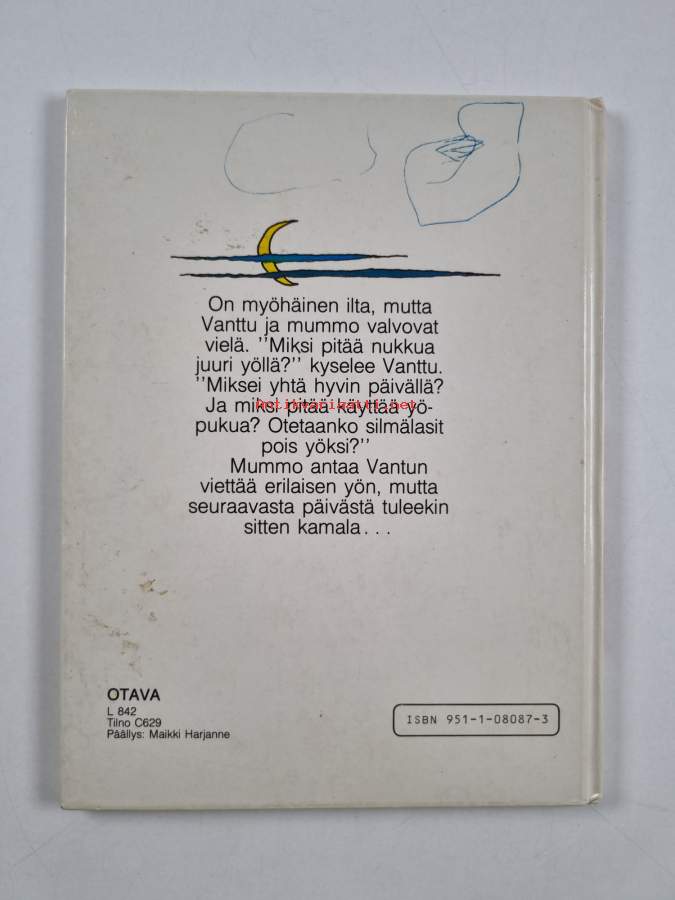 On myöhäinen ilta, mutta
Vanttu ja mummo valvovat
vielä. ''Miksi pitää nukkua
juuri yöllä?'' kyselee Vanttu.
''Miksei yhtä hyvin päivällä?
Ja miksi pitää käyttää yö-
Antikvariaatti.net
pukua? Otetaanko silmälasit
pois yöksi?''
Mummo antaa Vantun
viettää erilaisen yön, mutta
seuraavasta päivästä tuleekin
sitten kamala...
OTAVA
L 842
Tilno C629
Päällys: Maikki Harjanne
ISBN 951-1-08087-3